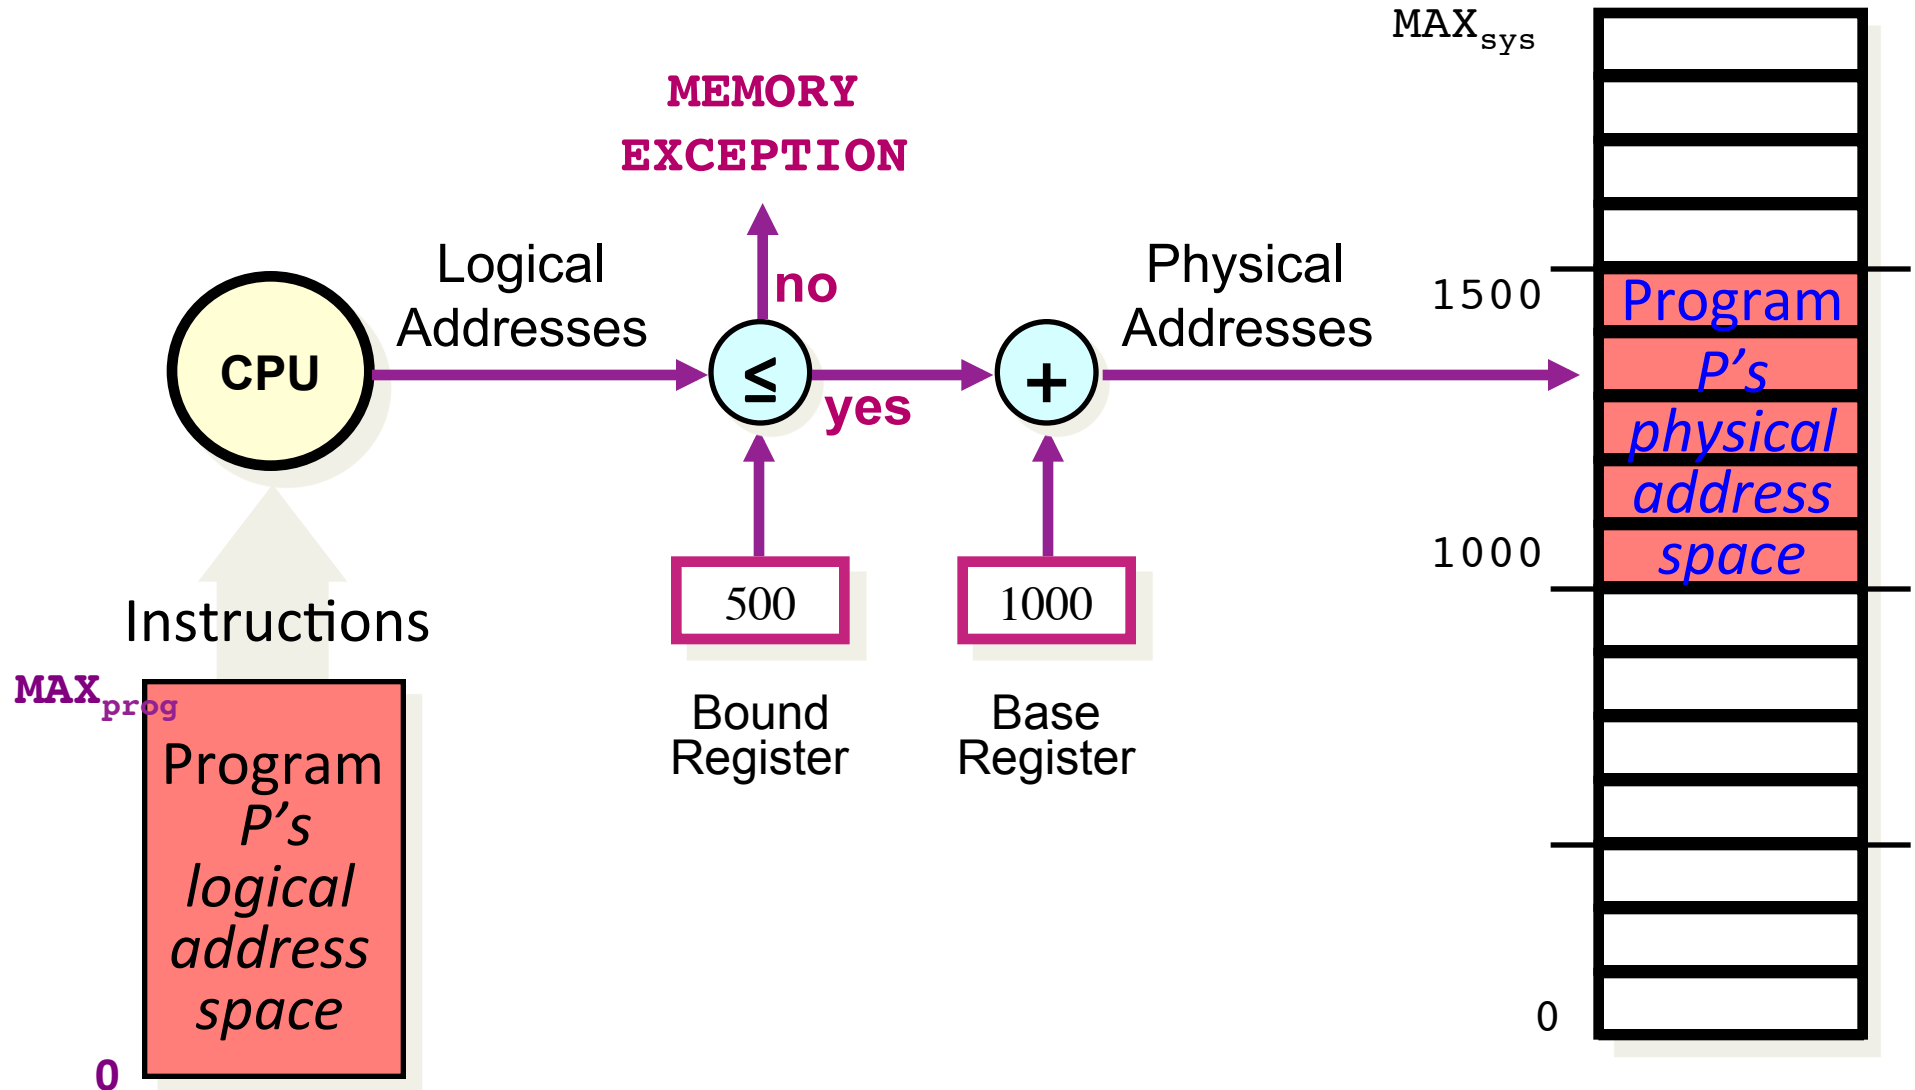 MAXsys
MEMORY
EXCEPTION
Logical
Addresses
no
Physical
Addresses
1500
Program
P's
physical
address
space
CPU
≤
yes
+
1000
500
1000
Instructions
Bound
Register
Base
Register
MAXprog
Program
P's
logical
address
space
0
0